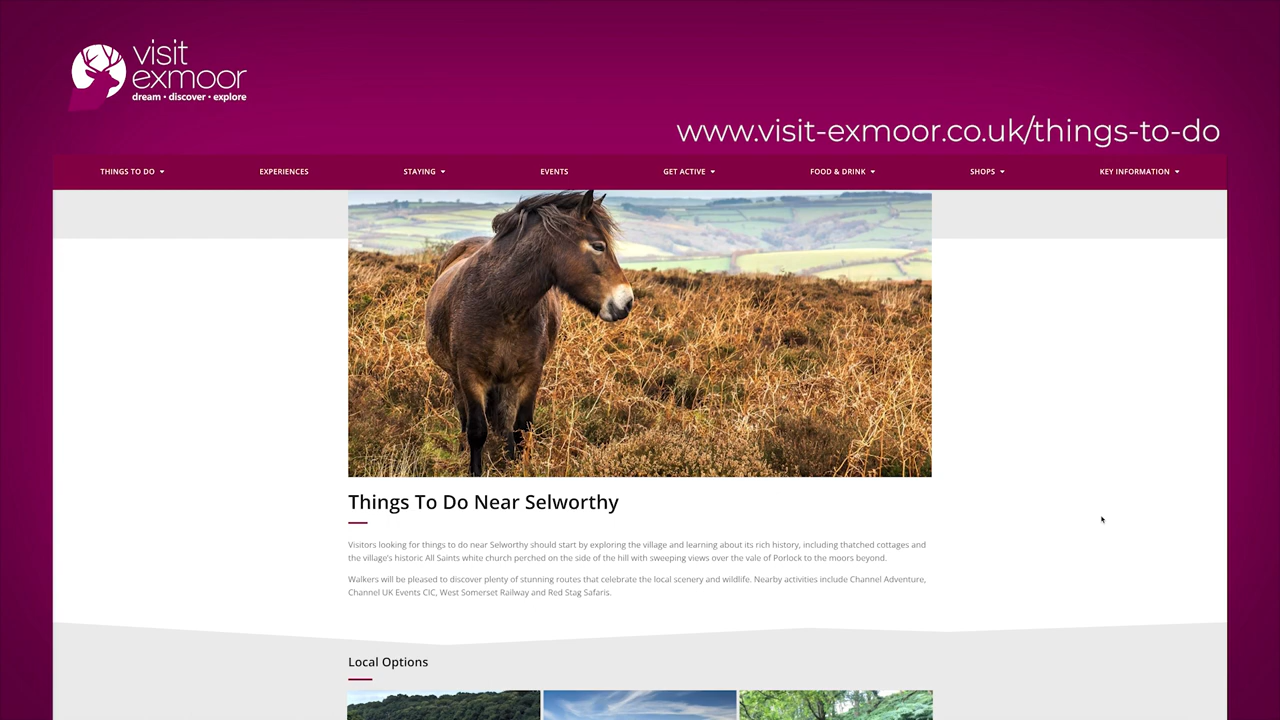 visit
exmoor
dream • discover • explore
www.visit-exmoor.co.uk/things-to-do
THINGS TO DO EXPERIENCES STAYING EVENTS GET ACTIVE FOOD & DRINK SHOPS KEY INFORMATION
Things To Do Near Selworthy
Visitors looking for things to do near Selworthy should start by exploring the village and learning about its rich history, including thatched cottages and
the village's historic All Saints white church perched on the side of the hill with sweeping views over the vale of Porlock to the moors beyond.
Walkers will be pleased to discover plenty of stunning routes that celebrate the local scenery and wildlife. Nearby activities include Channel Adventure,
Channel UK Events CIC, West Somerset Railway and Red Stag Safaris.
Local Options